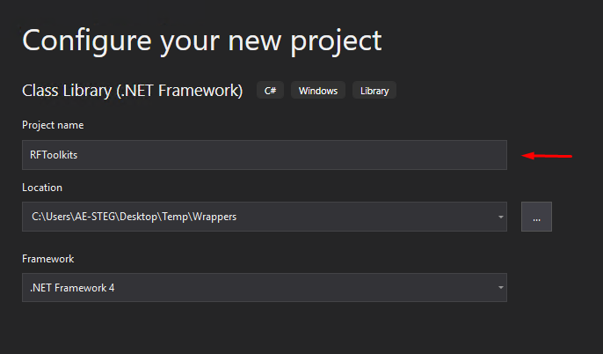 Configure your new project
Class Library (.NET Framework) C# Windows Library
Project name
RFToolkits
Location
C:\Users\AE-STEG\Desktop\Temp\Wrappers ...
Framework
.NET Framework 4